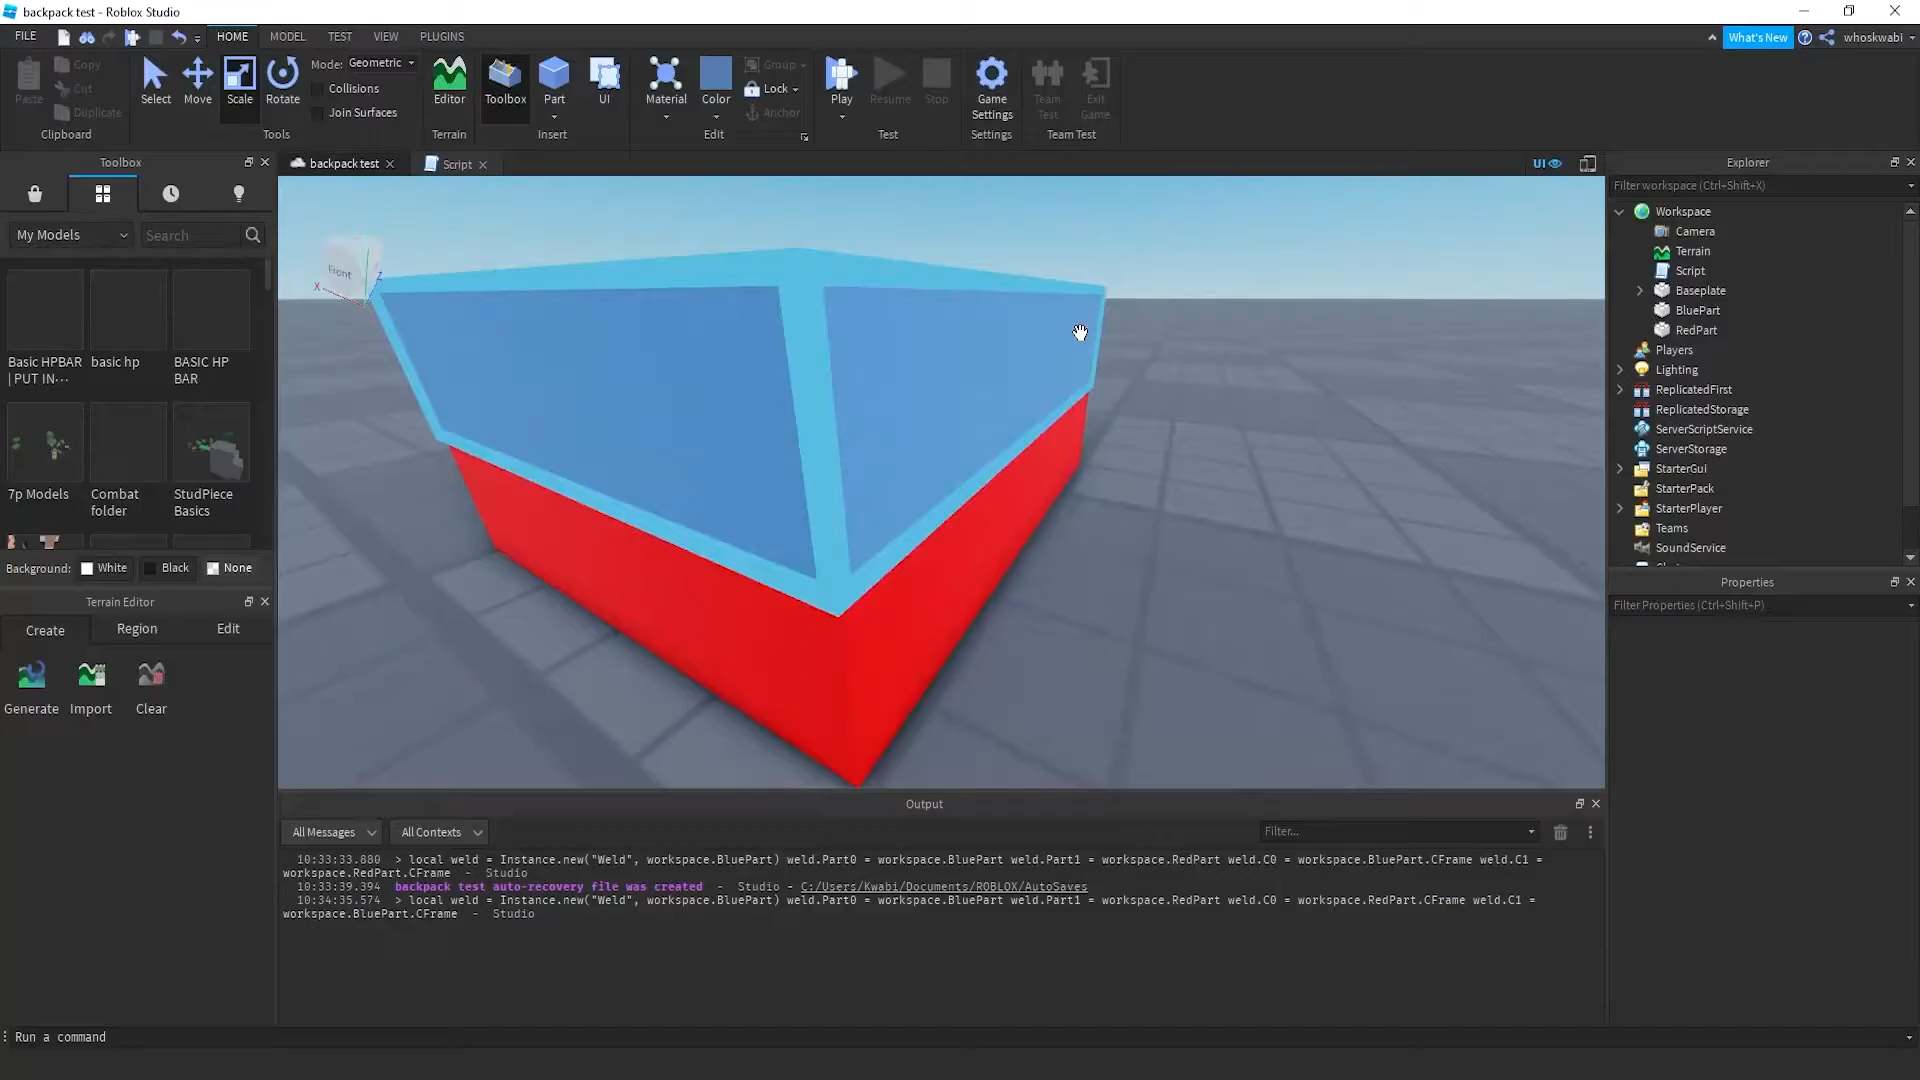 backpack test - Roblox Studio
FILE
HOME
MODEL
TEST
VIEW
PLUGINS
What's New
whoskwabi
Paste
Copy
Cut
Duplicate
Clipboard
Select
Move
Scale
Rotate
Mode: Geometric
Collisions
Join Surfaces
Tools
Editor
Terrain
Toolbox
Part
UI
Insert
Material
Color
Group
Lock
Anchor
Edit
Play
Resume
Stop
Test
Game
Settings
Settings
Team
Test
Exit
Game
Team Test
Toolbox
backpack test
Script
UI
Explorer
Filter workspace (Ctrl+Shift+X)
My Models
Search
Basic HPBAR
| PUT IN···
basic hp
BASIC HP
BAR
7p Models
Combat
folder
StudPiece
Basics
Background:
White
Black
None
Terrain Editor
Create
Region
Edit
Generate
Import
Clear
Front
X
Z
Workspace
Camera
Terrain
Script
Baseplate
BluePart
RedPart
Players
Lighting
ReplicatedFirst
ReplicatedStorage
ServerScriptService
ServerStorage
StarterGui
StarterPack
StarterPlayer
Teams
SoundService
Properties
Filter Properties (Ctrl+Shift+P)
Output
All Messages
All Contexts
Filter...
10:33:33.880 > local weld = Instance.new("Weld", workspace.BluePart) weld.Part0 = workspace.BluePart weld.Part1 = workspace.RedPart weld.C0 = workspace.BluePart.CFrame weld.C1 =
workspace.RedPart.CFrame - Studio
10:33:39.394 backpack test auto-recovery file was created - Studio - C:/Users/Kwabi/Documents/ROBLOX/AutoSaves
10:34:35.574 > local weld = Instance.new("Weld", workspace.BluePart) weld.Part0 = workspace.BluePart weld.Part1 = workspace.RedPart weld.C0 = workspace.RedPart.CFrame weld.C1 =
workspace.BluePart.CFrame - Studio
Run a command